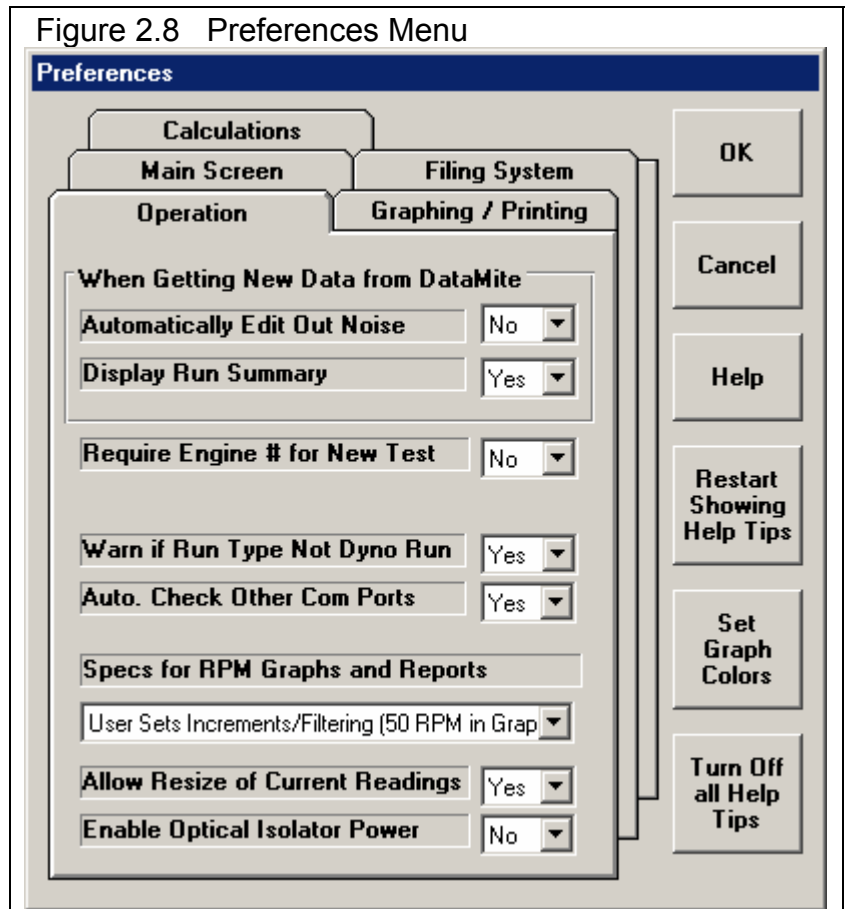 Figure 2.8 Preferences Menu
Preferences
Calculations
Main Screen
Filing System
Operation
Graphing / Printing
When Getting New Data from DataMite
Automatically Edit Out Noise No
Display Run Summary Yes
Require Engine # for New Test No
Warn if Run Type Not Dyno Run Yes
Auto. Check Other Com Ports Yes
Specs for RPM Graphs and Reports
User Sets Increments/Filtering (50 RPM in Grap
Allow Resize of Current Readings Yes
Enable Optical Isolator Power No
OK
Cancel
Help
Restart
Showing
Help Tips
Set
Graph
Colors
Turn Off
all Help
Tips